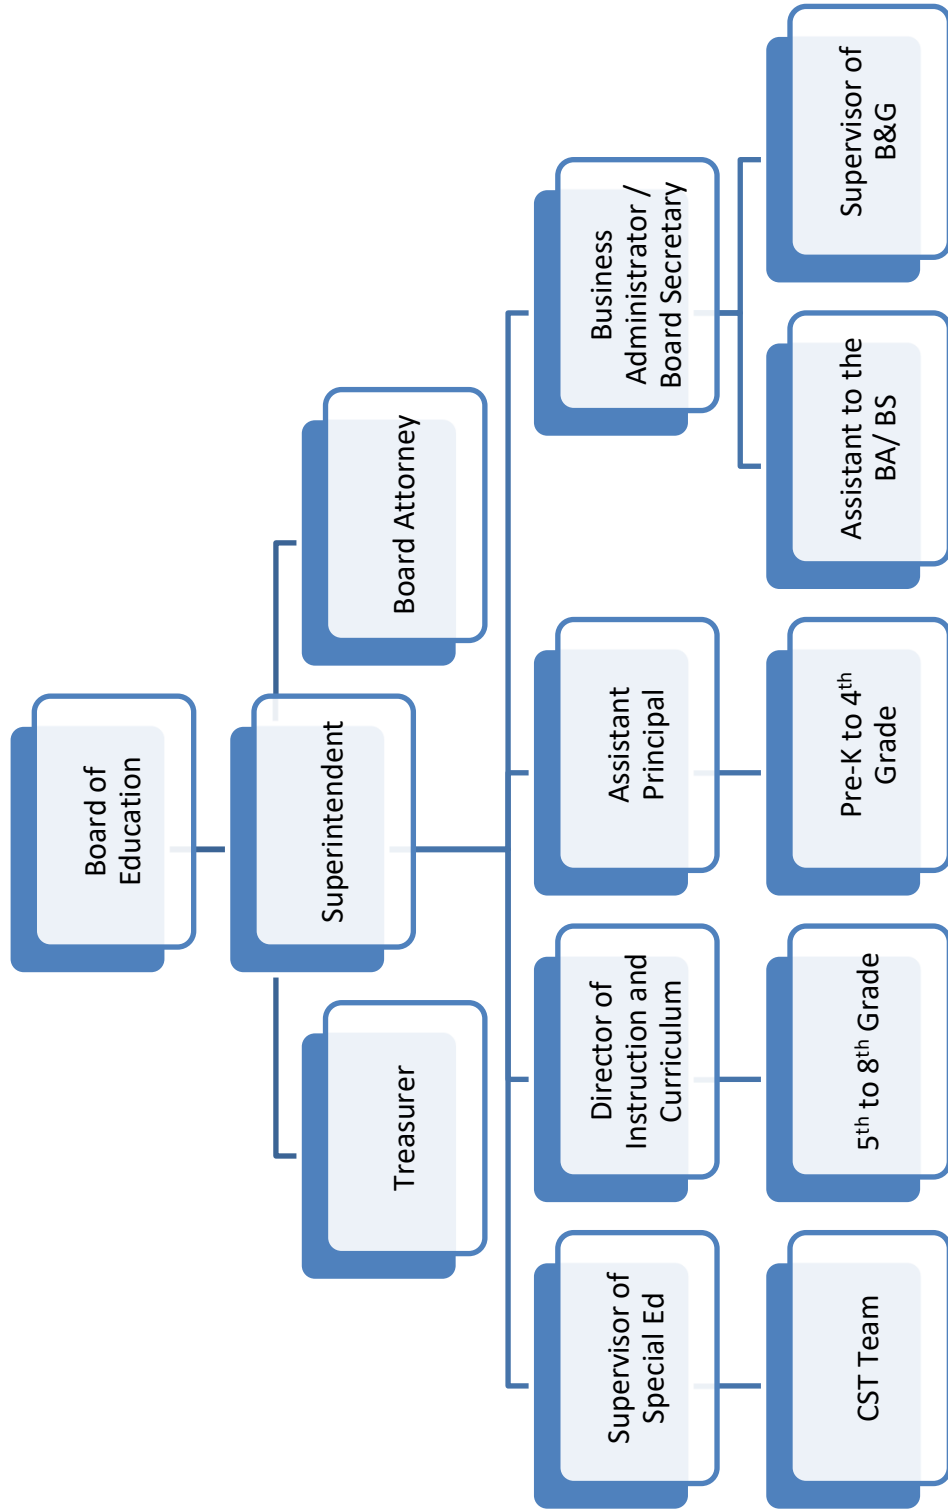 Board of
Education
Superintendent
Treasurer
Board Attorney
Supervisor of
Special Ed
Director of
Instruction and
Curriculum
Assistant
Principal
Business
Administrator /
Board Secretary
CST Team
5th to 8th Grade
Pre-K to 4th
Grade
Assistant to the
BA/ BS
Supervisor of
B&G